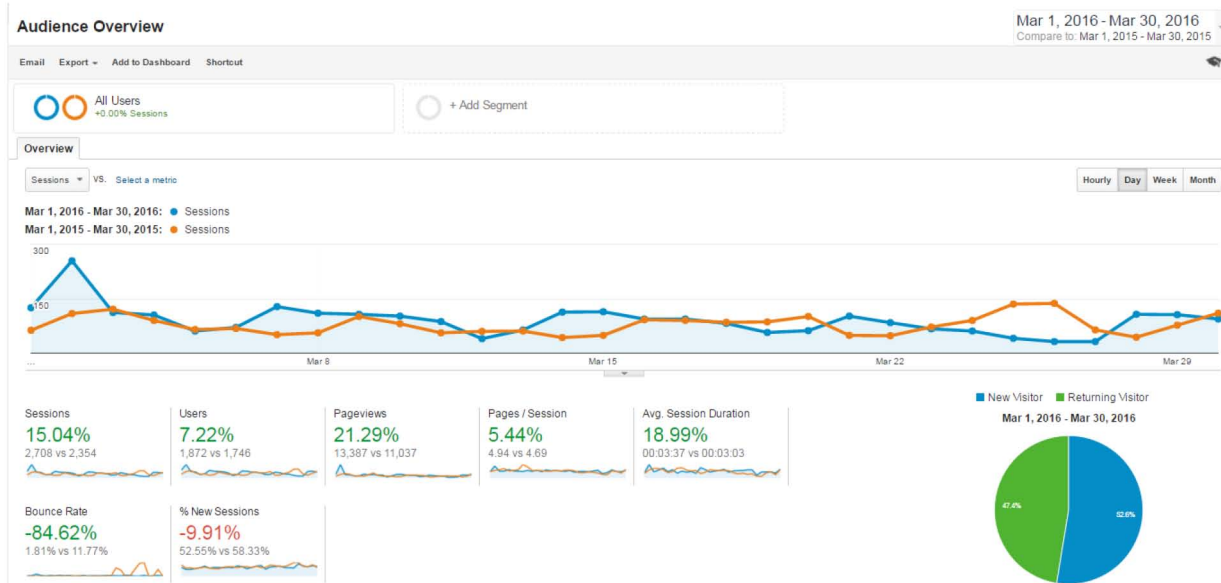 Audience Overview
Mar 1, 2016 - Mar 30, 2016
Compare to: Mar 1, 2015 - Mar 30, 2015
Email Export Add to Dashboard Shortcut
All Users
+0.00% Sessions
+ Add Segment
Overview
Sessions VS. Select a metric
Hourly Day Week Month
Mar 1, 2016 - Mar 30, 2016: Sessions
Mar 1, 2015 - Mar 30, 2015: Sessions
300
150
... Mar 8 Mar 15 Mar 22 Mar 29
Sessions
15.04%
2,708 vs 2,354
Users
7.22%
1,872 vs 1,746
Pageviews
21.29%
13,387 vs 11,037
Pages / Session
5.44%
4.94 vs 4.69
Avg. Session Duration
18.99%
00:03:37 vs 00:03:03
New Visitor Returning Visitor
Mar 1, 2016 - Mar 30, 2016
47.4%
52.6%
Bounce Rate
-84.62%
1.81% vs 11.77%
% New Sessions
-9.91%
52.55% vs 58.33%